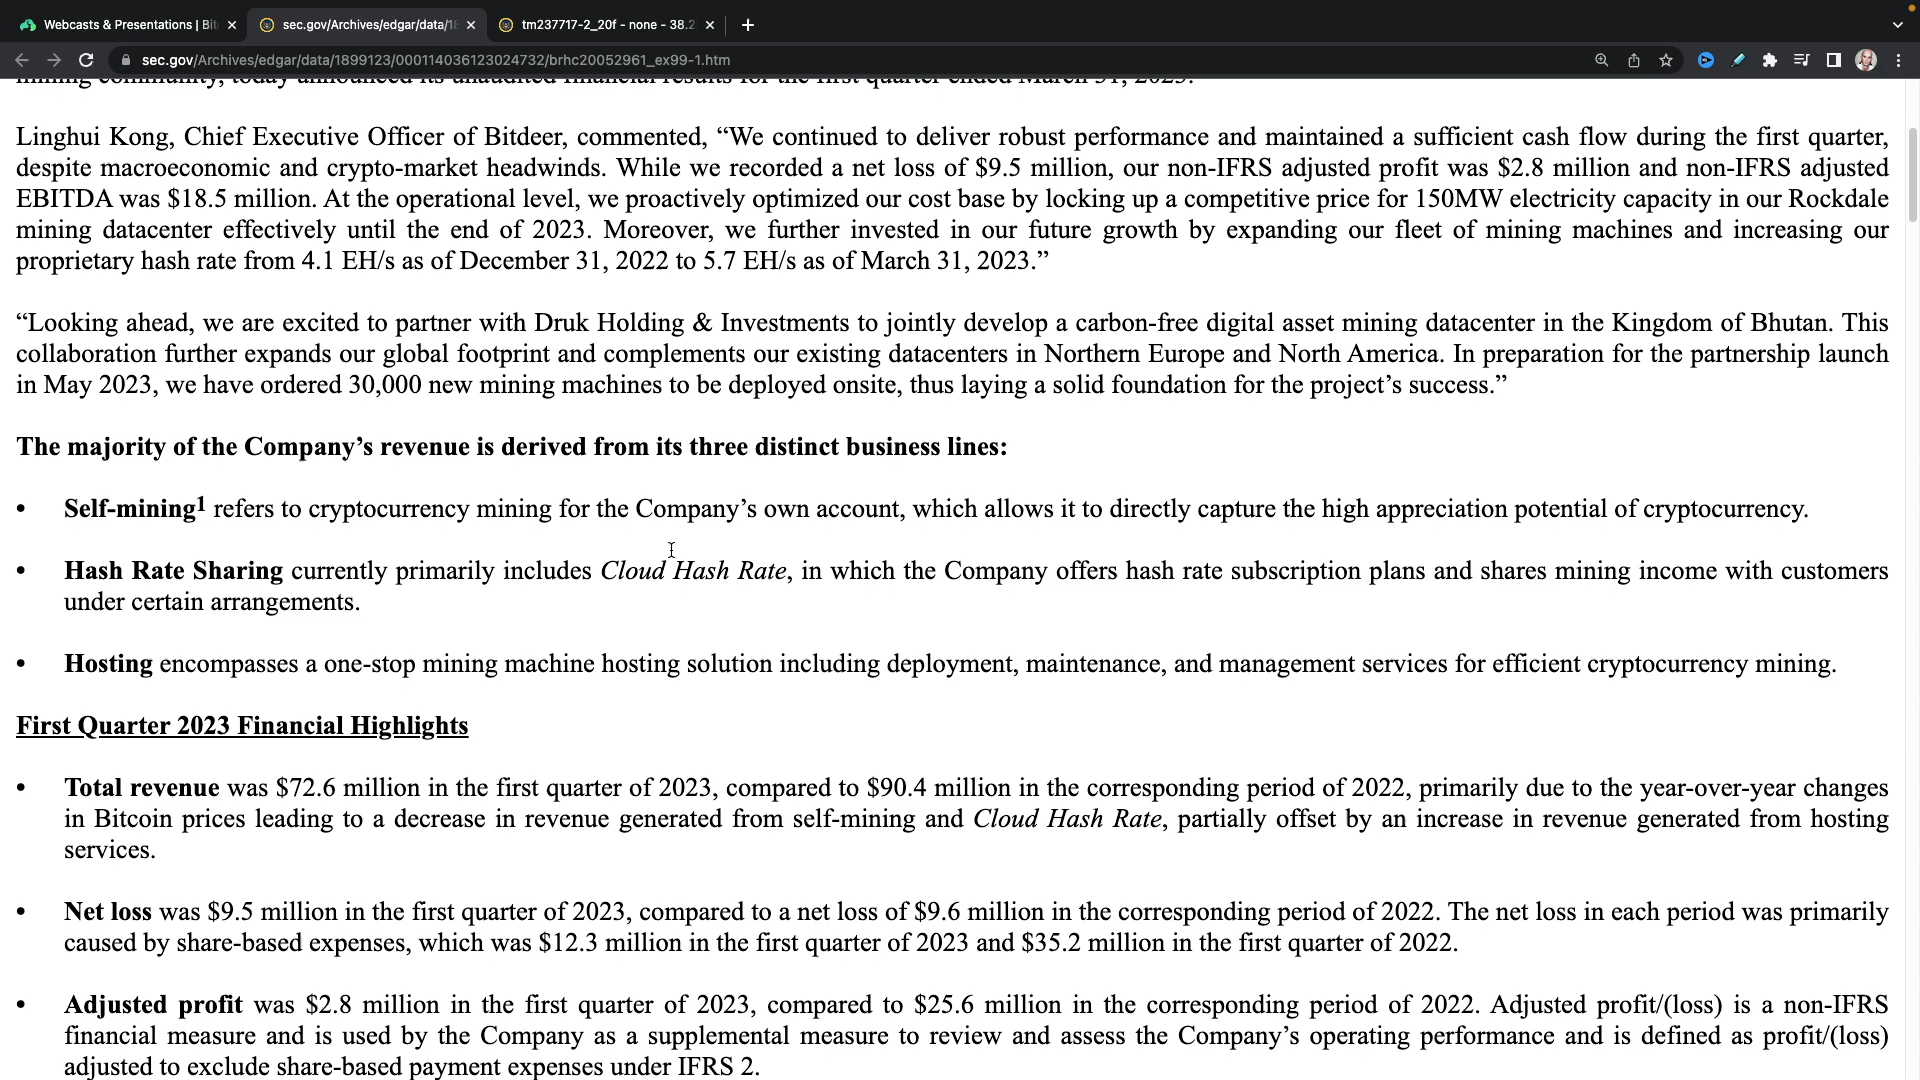 Webcasts & Presentations | Bit
sec.gov/Archives/edgar/data/18
tm237717-2_20f - none - 38.2
sec.gov/Archives/edgar/data/1899123/000114036123024732/brhc20052961_ex99-1.htm
mining community, today announced its unaudited financial results for the first quarter ended March 31, 2023.
Linghui Kong, Chief Executive Officer of Bitdeer, commented, “We continued to deliver robust performance and maintained a sufficient cash flow during the first quarter,
despite macroeconomic and crypto-market headwinds. While we recorded a net loss of $9.5 million, our non-IFRS adjusted profit was $2.8 million and non-IFRS adjusted
EBITDA was $18.5 million. At the operational level, we proactively optimized our cost base by locking up a competitive price for 150MW electricity capacity in our Rockdale
mining datacenter effectively until the end of 2023. Moreover, we further invested in our future growth by expanding our fleet of mining machines and increasing our
proprietary hash rate from 4.1 EH/s as of December 31, 2022 to 5.7 EH/s as of March 31, 2023.”
“Looking ahead, we are excited to partner with Druk Holding & Investments to jointly develop a carbon-free digital asset mining datacenter in the Kingdom of Bhutan. This
collaboration further expands our global footprint and complements our existing datacenters in Northern Europe and North America. In preparation for the partnership launch
in May 2023, we have ordered 30,000 new mining machines to be deployed onsite, thus laying a solid foundation for the project’s success.”
The majority of the Company’s revenue is derived from its three distinct business lines:
• Self-mining1 refers to cryptocurrency mining for the Company’s own account, which allows it to directly capture the high appreciation potential of cryptocurrency.
• Hash Rate Sharing currently primarily includes Cloud Hash Rate, in which the Company offers hash rate subscription plans and shares mining income with customers
under certain arrangements.
• Hosting encompasses a one-stop mining machine hosting solution including deployment, maintenance, and management services for efficient cryptocurrency mining.
First Quarter 2023 Financial Highlights
• Total revenue was $72.6 million in the first quarter of 2023, compared to $90.4 million in the corresponding period of 2022, primarily due to the year-over-year changes
in Bitcoin prices leading to a decrease in revenue generated from self-mining and Cloud Hash Rate, partially offset by an increase in revenue generated from hosting
services.
• Net loss was $9.5 million in the first quarter of 2023, compared to a net loss of $9.6 million in the corresponding period of 2022. The net loss in each period was primarily
caused by share-based expenses, which was $12.3 million in the first quarter of 2023 and $35.2 million in the first quarter of 2022.
• Adjusted profit was $2.8 million in the first quarter of 2023, compared to $25.6 million in the corresponding period of 2022. Adjusted profit/(loss) is a non-IFRS
financial measure and is used by the Company as a supplemental measure to review and assess the Company’s operating performance and is defined as profit/(loss)
adjusted to exclude share-based payment expenses under IFRS 2.